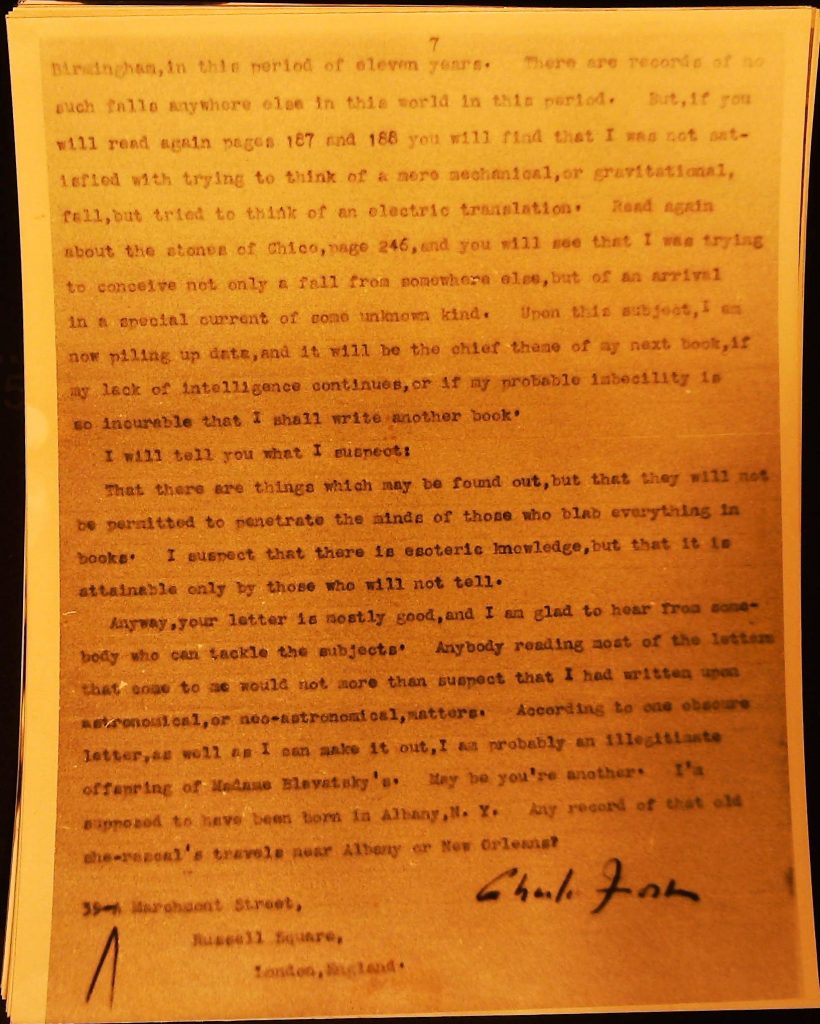 7
Birmingham,in this period of eleven years. There are records of no
such falls anywhere else in this world in this period. But,if you
will read again pages 187 and 188 you will find that I was not sat-
isfied with trying to think of a mere mechanical,or gravitational,
fall,but tried to think of an electric translation. Read again
about the stones of Chico,page 246,and you will see that I was trying
to conceive not only a fall from somewhere else,but of an arrival
in a special current of some unknown kind. Upon this subject,I am
now piling up data,and it will be the chief theme of my next book,if
my lack of intelligence continues,or if my probable imbecility is
so incurable that I shall write another book.
I will tell you what I suspect:
That there are things which may be found out,but that they will not
be permitted to penetrate the minds of those who blab everything in
books. I suspect that there is esoteric knowledge,but that it is
attainable only by those who will not tell.
Anyway,your letter is mostly good,and I am glad to hear from some-
body who can tackle the subjects. Anybody reading most of the letters
that come to me would not more than suspect that I had written upon
astronomical,or neo-astronomical,matters. According to one obscure
letter,as well as I can make it out,I am probably an illegitimate
offspring of Madame Blavatsky's. May be you're another. I'm
supposed to have been born in Albany,N. Y. Any record of that old
she-rascal's travels near Albany or New Orleans?
Charles Fort
39-A Marchmont Street,
Russell Square,
London,England.